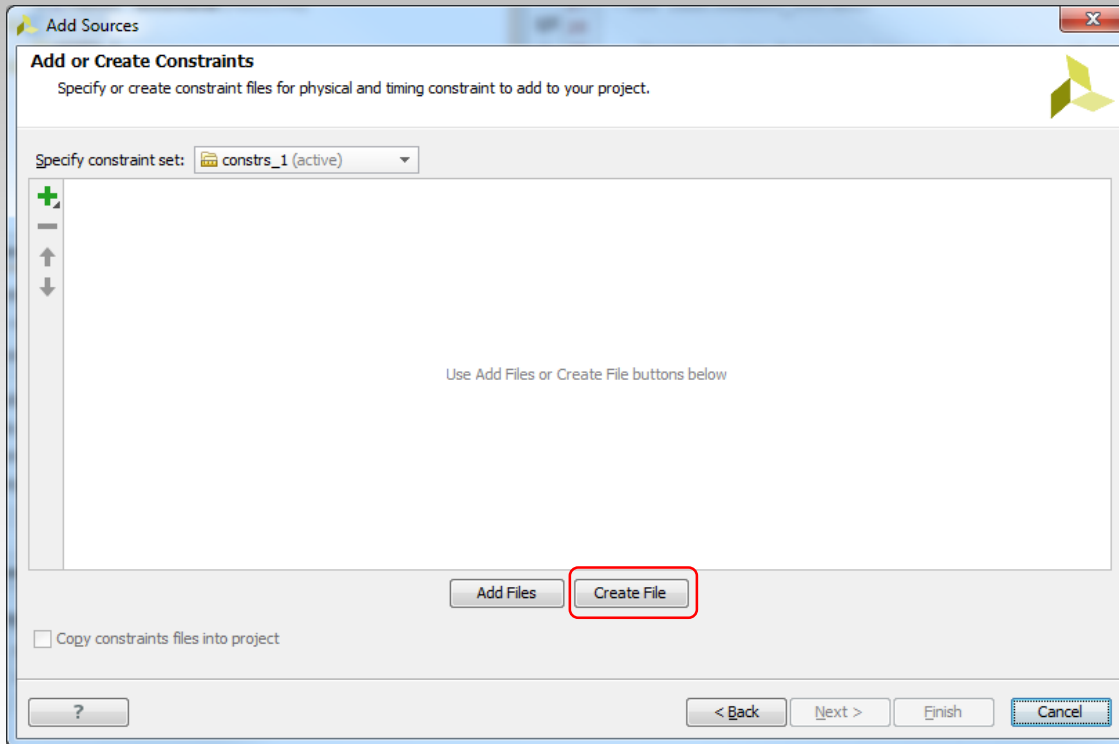 Add Sources
Add or Create Constraints
Specify or create constraint files for physical and timing constraint to add to your project.
Specify constraint set: constrs_1 (active)
Use Add Files or Create File buttons below
Add Files Create File
Copy constraints files into project
? < Back Next > Finish Cancel